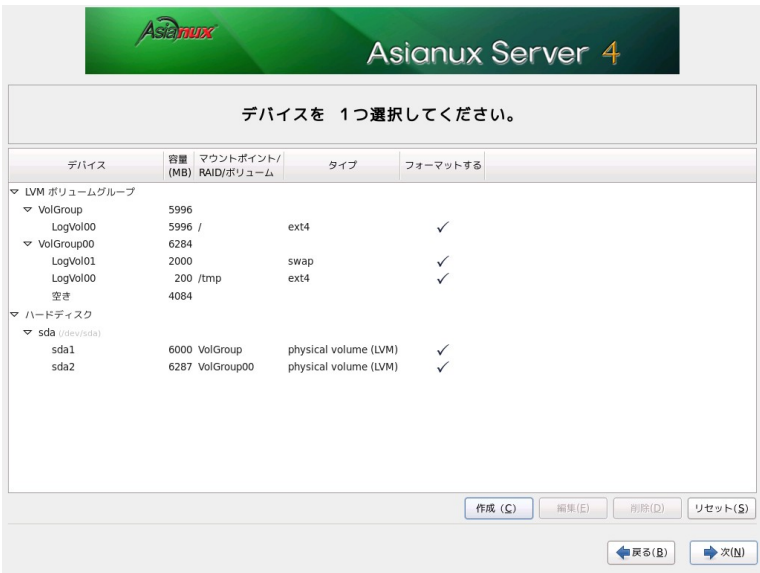 Asianux
Asianux Server 4
デバイスを １つ選択してください。
デバイス 容量 (MB) マウントポイント/ RAID/ボリューム タイプ フォーマットする
LVM ボリュームグループ
VolGroup 5996
LogVol00 5996 / ext4
VolGroup00 6284
LogVol01 2000 swap
LogVol00 200 /tmp ext4
空き 4084
ハードディスク
sda (/dev/sda)
sda1 6000 VolGroup physical volume (LVM)
sda2 6287 VolGroup00 physical volume (LVM)
作成 (C) 編集(E) 削除(D) リセット(S)
戻る(B) 次(N)